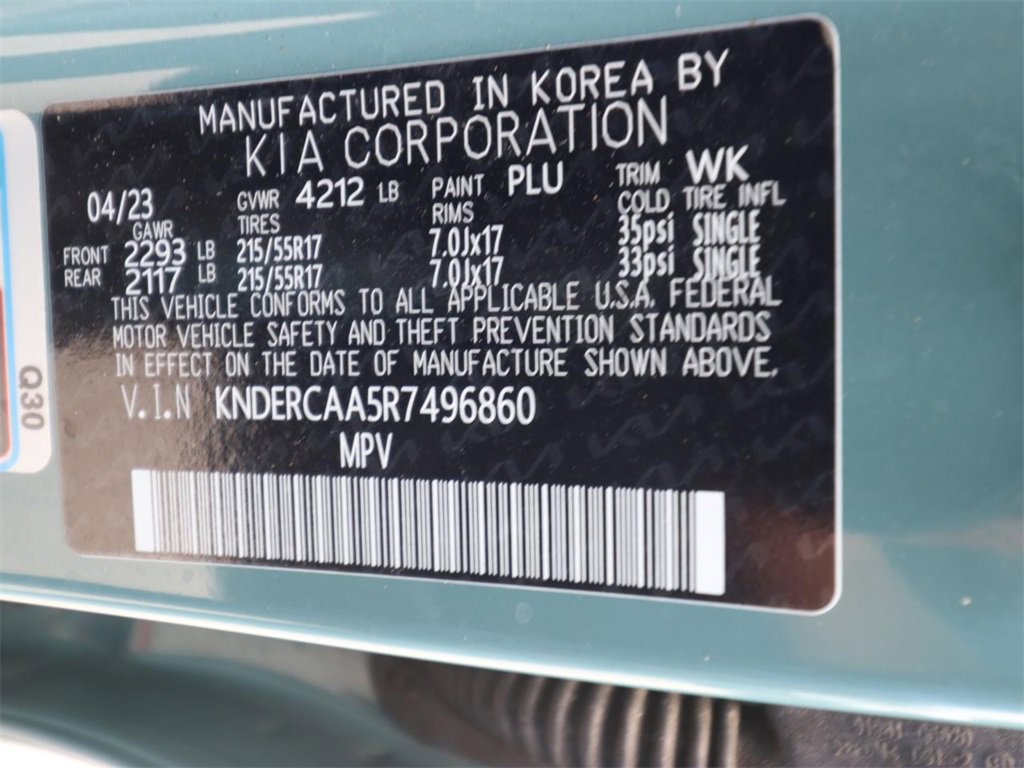 MANUFACTURED IN KOREA BY
KIA CORPORATION
04/23 GVWR 4212 LB PAINT PLU TRIM WK
GAWR TIRES RIMS COLD TIRE INFL
FRONT 2293 LB 215/55R17 7.0Jx17 35psi SINGLE
REAR 2117 LB 215/55R17 7.0Jx17 33psi SINGLE
THIS VEHICLE CONFORMS TO ALL APPLICABLE U.S.A. FEDERAL
MOTOR VEHICLE SAFETY AND THEFT PREVENTION STANDARDS
IN EFFECT ON THE DATE OF MANUFACTURE SHOWN ABOVE.
V.I.N KNDERCAA5R7496860
MPV
Q30